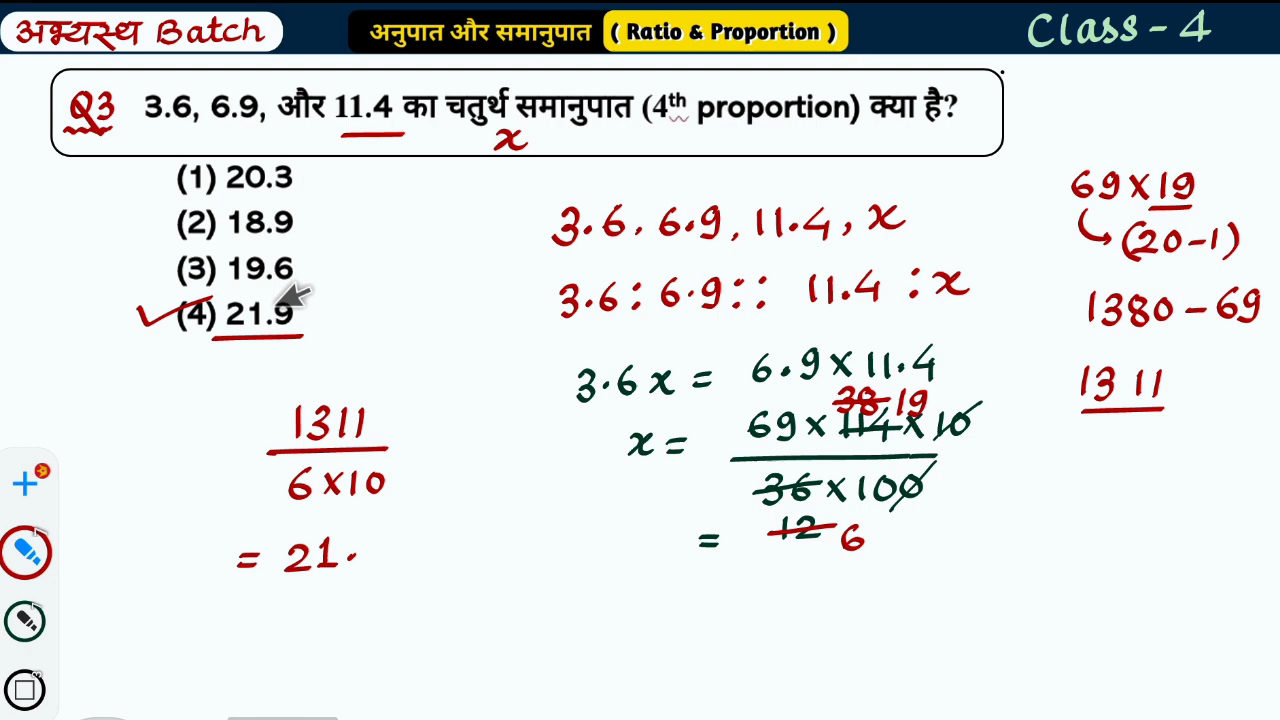 अभ्यस्थ Batch
अनुपात और समानुपात ( Ratio & Proportion )
Class - 4
Q3 3.6, 6.9, और 11.4 का चतुर्थ समानुपात (4th proportion) क्या है?
x
(1) 20.3
(2) 18.9
(3) 19.6
(4) 21.9
3.6, 6.9, 11.4, x
3.6 : 6.9 :: 11.4 : x
3.6 x = 6.9 × 11.4
38 19
x = 69 × 114 × 10
36 × 100
= 12 6
69 × 19
(20 - 1)
1380 - 69
1311
1311
6 × 10
= 21.